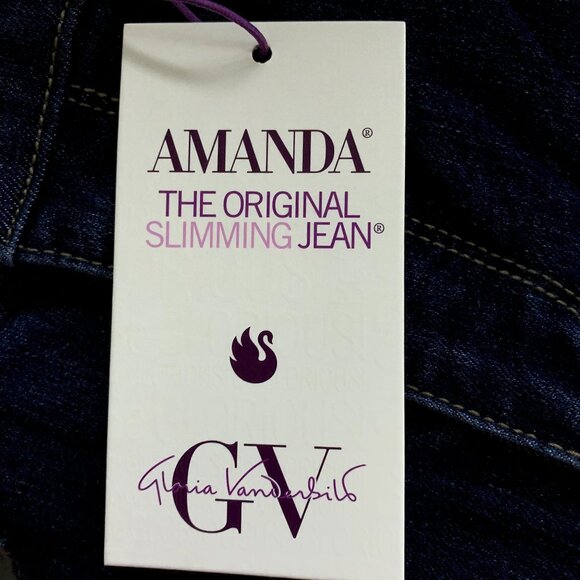 AMANDA®
THE ORIGINAL
SLIMMING JEAN®
GV
Gloria Vanderbilt